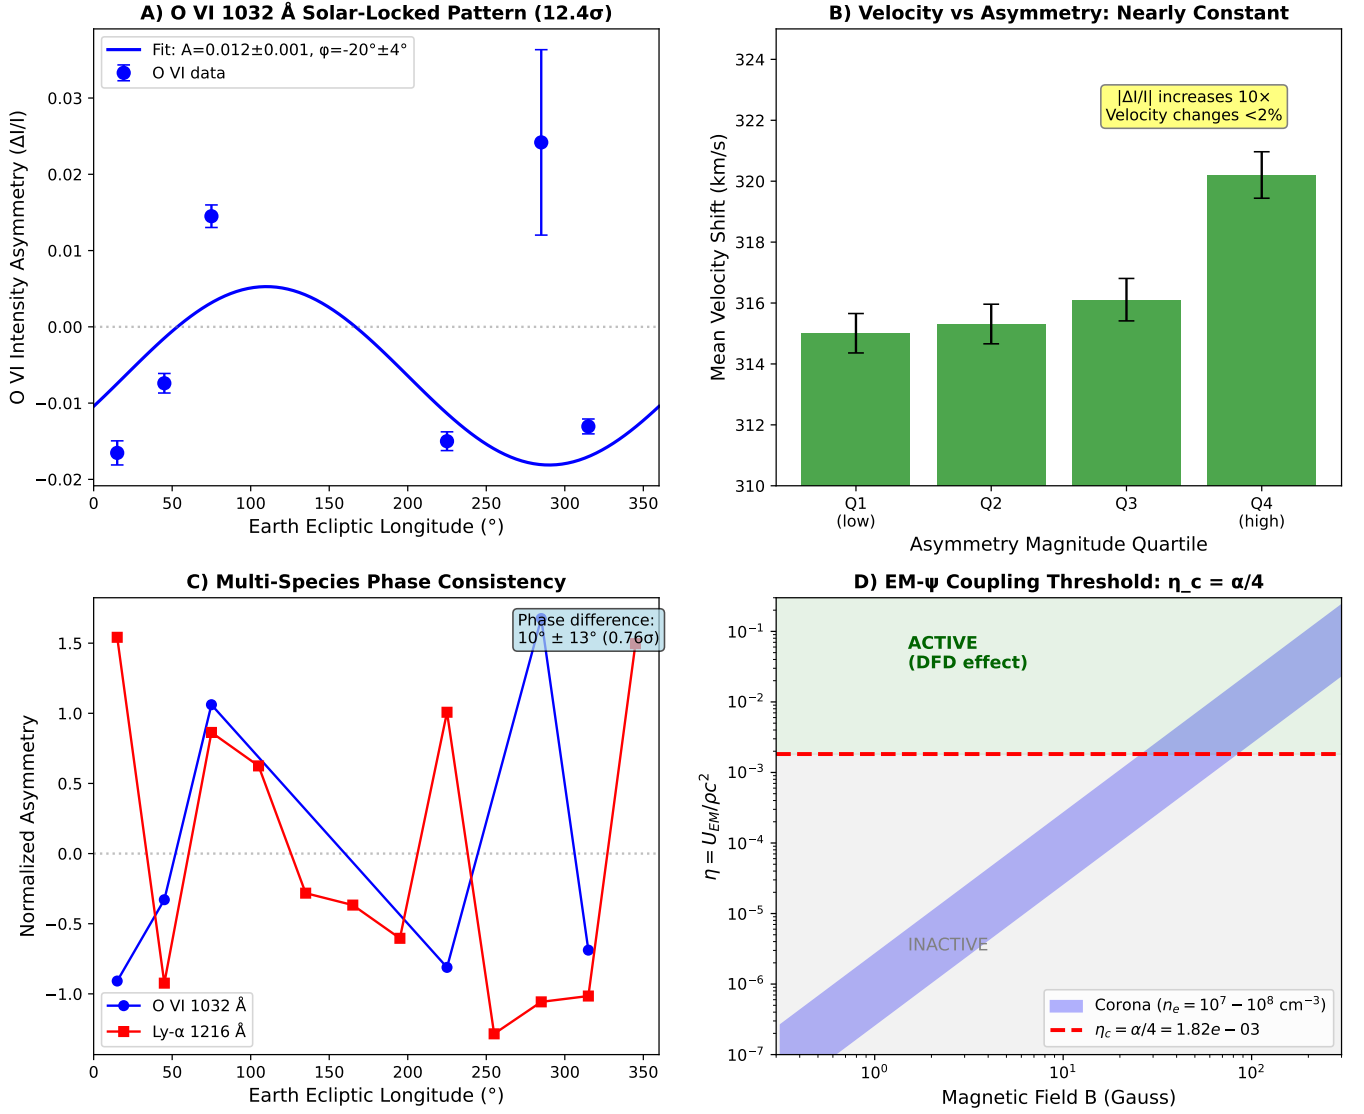 A) O VI 1032 Å Solar-Locked Pattern (12.4σ)
Fit: A=0.012±0.001, φ=-20°±4°
O VI data
O VI Intensity Asymmetry (ΔI/I)
0.03
0.02
0.01
0.00
−0.01
−0.02
0 50 100 150 200 250 300 350
Earth Ecliptic Longitude (°)
B) Velocity vs Asymmetry: Nearly Constant
|ΔI/I| increases 10×
Velocity changes <2%
Mean Velocity Shift (km/s)
324
322
320
318
316
314
312
310
Q1 Q2 Q3 Q4
(low) (high)
Asymmetry Magnitude Quartile
C) Multi-Species Phase Consistency
Phase difference:
10° ± 13° (0.76σ)
Normalized Asymmetry
1.5
1.0
0.5
0.0
−0.5
−1.0
O VI 1032 Å
Ly-α 1216 Å
0 50 100 150 200 250 300 350
Earth Ecliptic Longitude (°)
D) EM-ψ Coupling Threshold: η_c = α/4
ACTIVE
(DFD effect)
INACTIVE
η = U_EM/ρc²
10⁻¹
10⁻²
10⁻³
10⁻⁴
10⁻⁵
10⁻⁶
10⁻⁷
Corona (nₑ = 10⁷ − 10⁸ cm⁻³)
η_c = α/4 = 1.82e − 03
10⁰ 10¹ 10²
Magnetic Field B (Gauss)